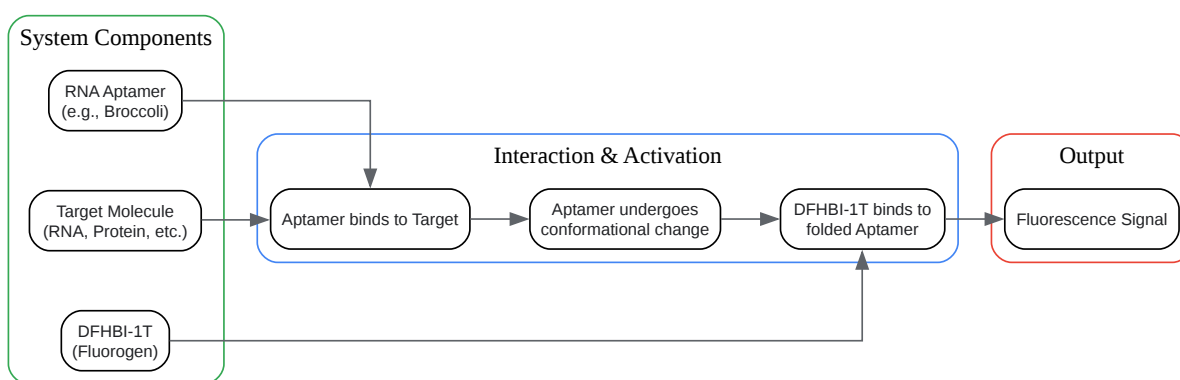 System Components
RNA Aptamer
(e.g., Broccoli)
Target Molecule
(RNA, Protein, etc.)
DFHBI-1T
(Fluorogen)
Interaction & Activation
Aptamer binds to Target
Aptamer undergoes
conformational change
DFHBI-1T binds to
folded Aptamer
Output
Fluorescence Signal